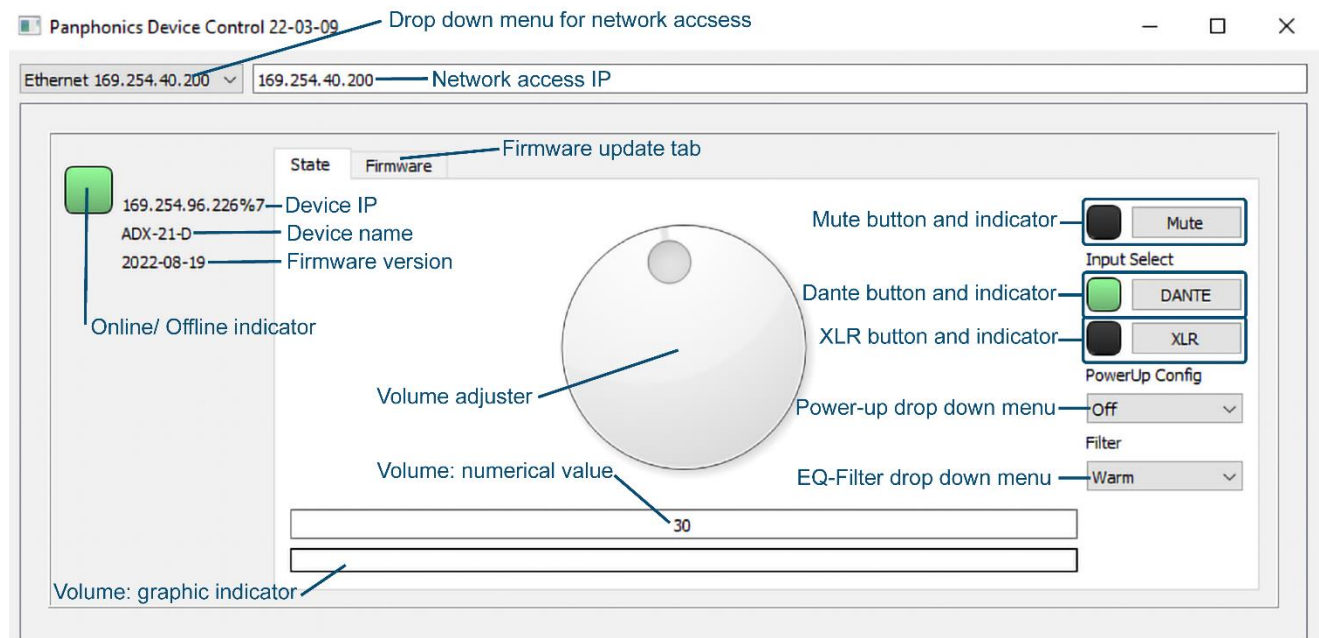 Panphonics Device Control 22-03-09
Drop down menu for network accsess
Ethernet 169.254.40.200
169.254.40.200
Network access IP
Firmware update tab
State
Firmware
169.254.96.226%7
Device IP
ADX-21-D
Device name
2022-08-19
Firmware version
Online/ Offline indicator
Mute button and indicator
Mute
Input Select
Dante button and indicator
DANTE
XLR button and indicator
XLR
PowerUp Config
Volume adjuster
Power-up drop down menu
Off
Filter
Volume: numerical value
EQ-Filter drop down menu
Warm
30
Volume: graphic indicator